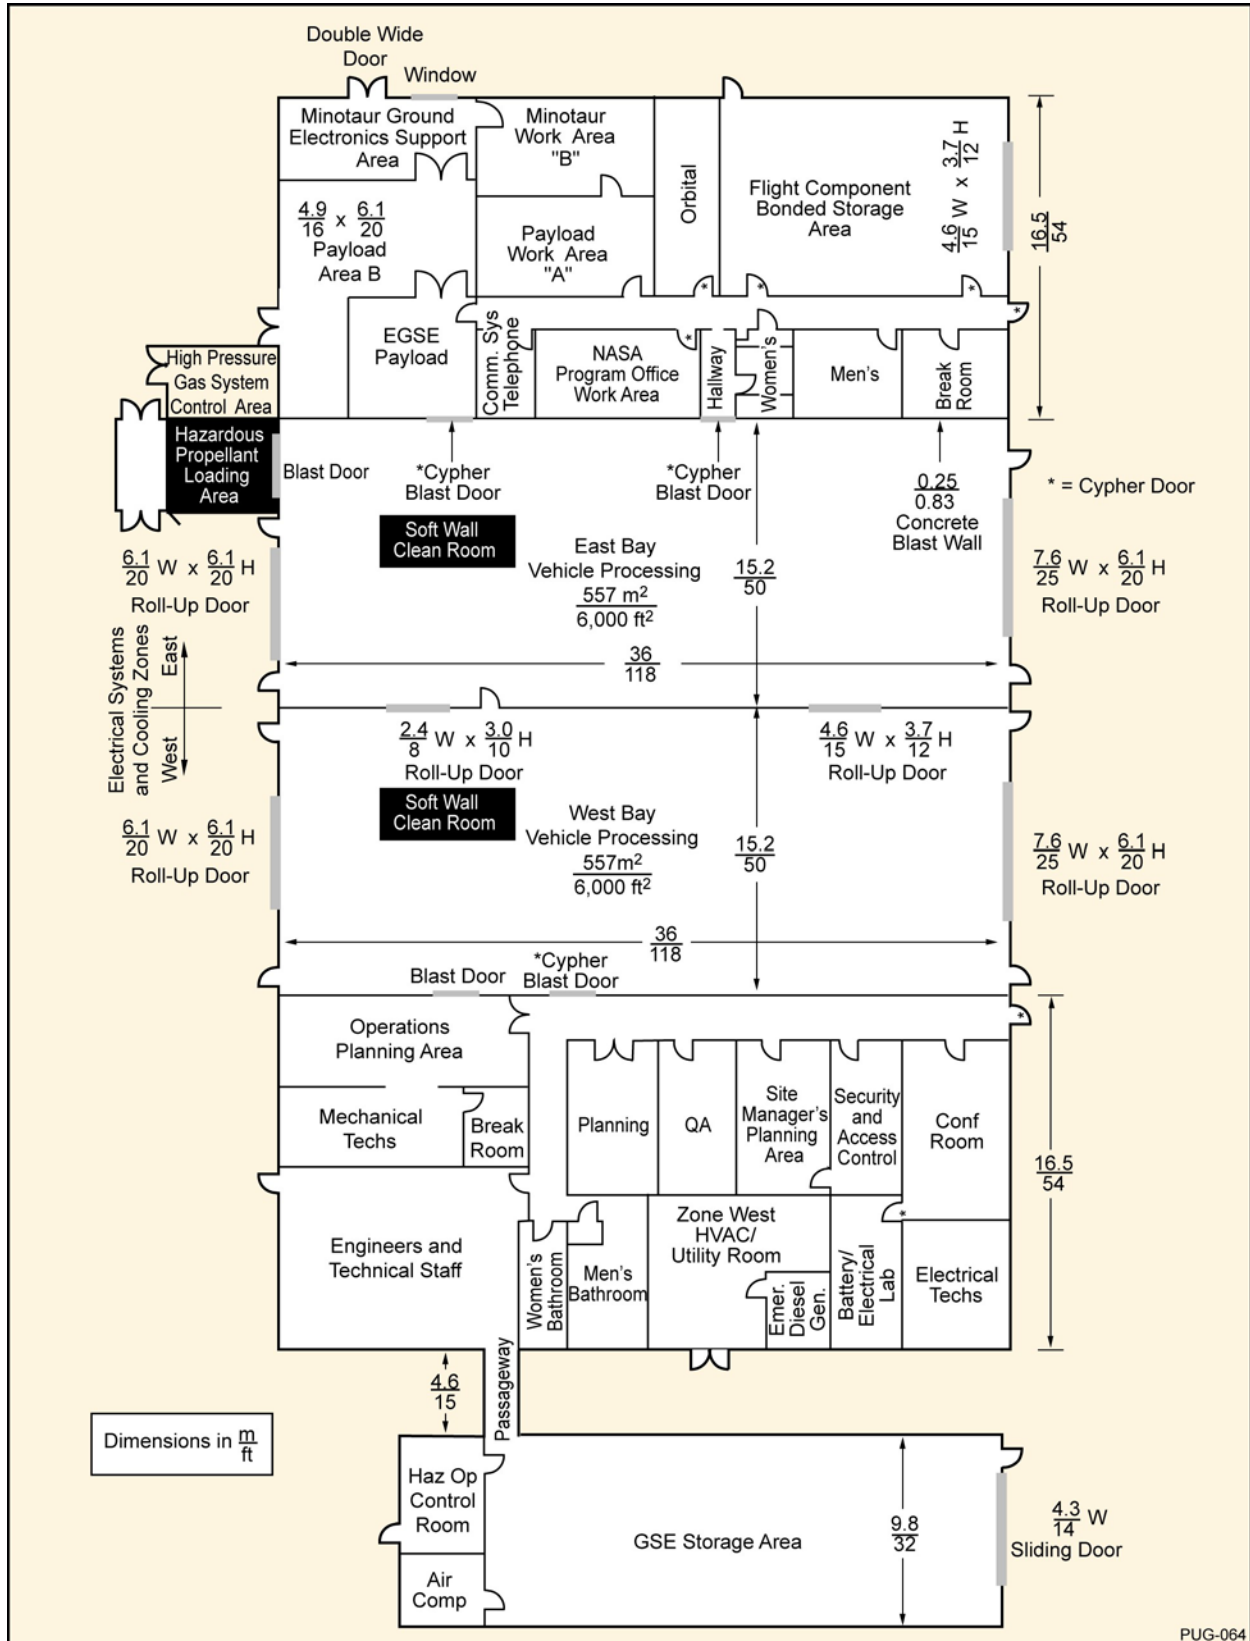 Double Wide
Door
Window
Minotaur Ground
Electronics Support
Area
Minotaur
Work Area
"B"
Orbital
Flight Component
Bonded Storage
Area
4.6/15 W x 3.7/12 H
16.5/54
4.9/16 x 6.1/20
Payload
Area B
Payload
Work Area
"A"
*
*
*
*
EGSE
Payload
Comm. Sys
Telephone
NASA
Program Office
Work Area
*
Hallway
Women's
Men's
Break
Room
High Pressure
Gas System
Control Area
Hazardous
Propellant
Loading
Area
Blast Door
*Cypher
Blast Door
*Cypher
Blast Door
0.25/0.83
Concrete
Blast Wall
* = Cypher Door
Soft Wall
Clean Room
East Bay
Vehicle Processing
557 m²/6,000 ft²
15.2/50
6.1/20 W x 6.1/20 H
Roll-Up Door
7.6/25 W x 6.1/20 H
Roll-Up Door
36/118
Electrical Systems
and Cooling Zones
East
West
2.4/8 W x 3.0/10 H
Roll-Up Door
4.6/15 W x 3.7/12 H
Roll-Up Door
Soft Wall
Clean Room
West Bay
Vehicle Processing
557m²/6,000 ft²
15.2/50
6.1/20 W x 6.1/20 H
Roll-Up Door
7.6/25 W x 6.1/20 H
Roll-Up Door
36/118
Blast Door
*Cypher
Blast Door
*
Operations
Planning Area
Mechanical
Techs
Break
Room
Planning
QA
Site
Manager's
Planning
Area
Security
and
Access
Control
Conf
Room
16.5/54
*
Engineers and
Technical Staff
Women's
Bathroom
Men's
Bathroom
Zone West
HVAC/
Utility Room
Emer.
Diesel
Gen.
Battery/
Electrical
Lab
Electrical
Techs
4.6/15
Passageway
Dimensions in m/ft
Haz Op
Control
Room
Air
Comp
GSE Storage Area
9.8/32
4.3/14 W
Sliding Door
PUG-064